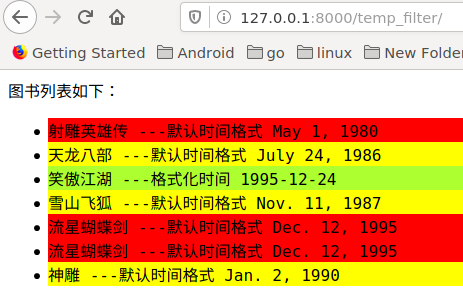 127.0.0.1:8000/temp_filter/
Getting Started Android go linux New Folder
图书列表如下：
射雕英雄传 ---默认时间格式 May 1, 1980
天龙八部 ---默认时间格式 July 24, 1986
笑傲江湖 ---格式化时间 1995-12-24
雪山飞狐 ---默认时间格式 Nov. 11, 1987
流星蝴蝶剑 ---默认时间格式 Dec. 12, 1995
流星蝴蝶剑 ---默认时间格式 Dec. 12, 1995
神雕 ---默认时间格式 Jan. 2, 1990